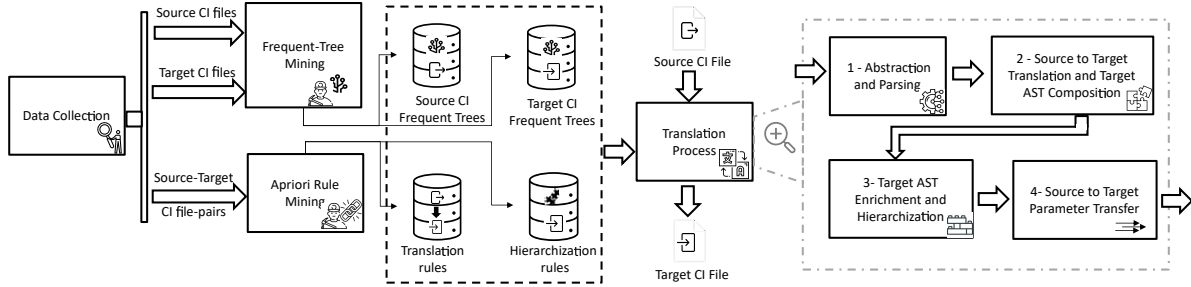 Data Collection
Source CI files
Target CI files
Source-Target
CI file-pairs
Frequent-Tree
Mining
Apriori Rule
Mining
Source CI
Frequent Trees
Target CI
Frequent Trees
Translation
rules
Hierarchization
rules
Source CI File
Translation
Process
Target CI File
1 - Abstraction
and Parsing
2 - Source to Target
Translation and Target
AST Composition
3- Target AST
Enrichment and
Hierarchization
4- Source to Target
Parameter Transfer